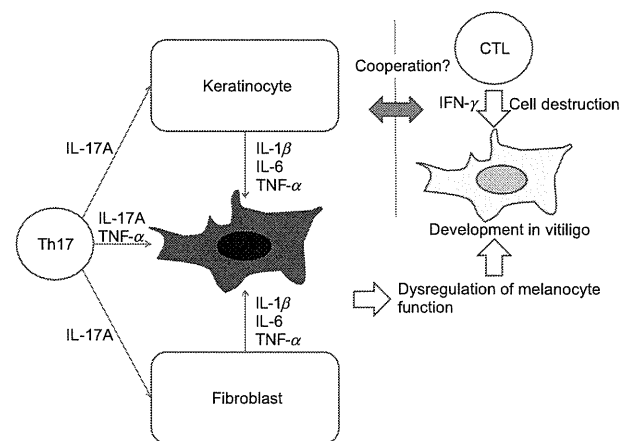 Keratinocyte
IL-17A
IL-1β
IL-6
TNF-α
Th17
IL-17A
TNF-α
IL-17A
IL-1β
IL-6
TNF-α
Fibroblast
Cooperation?
CTL
IFN-γ
Cell destruction
Development in vitiligo
Dysregulation of melanocyte
function